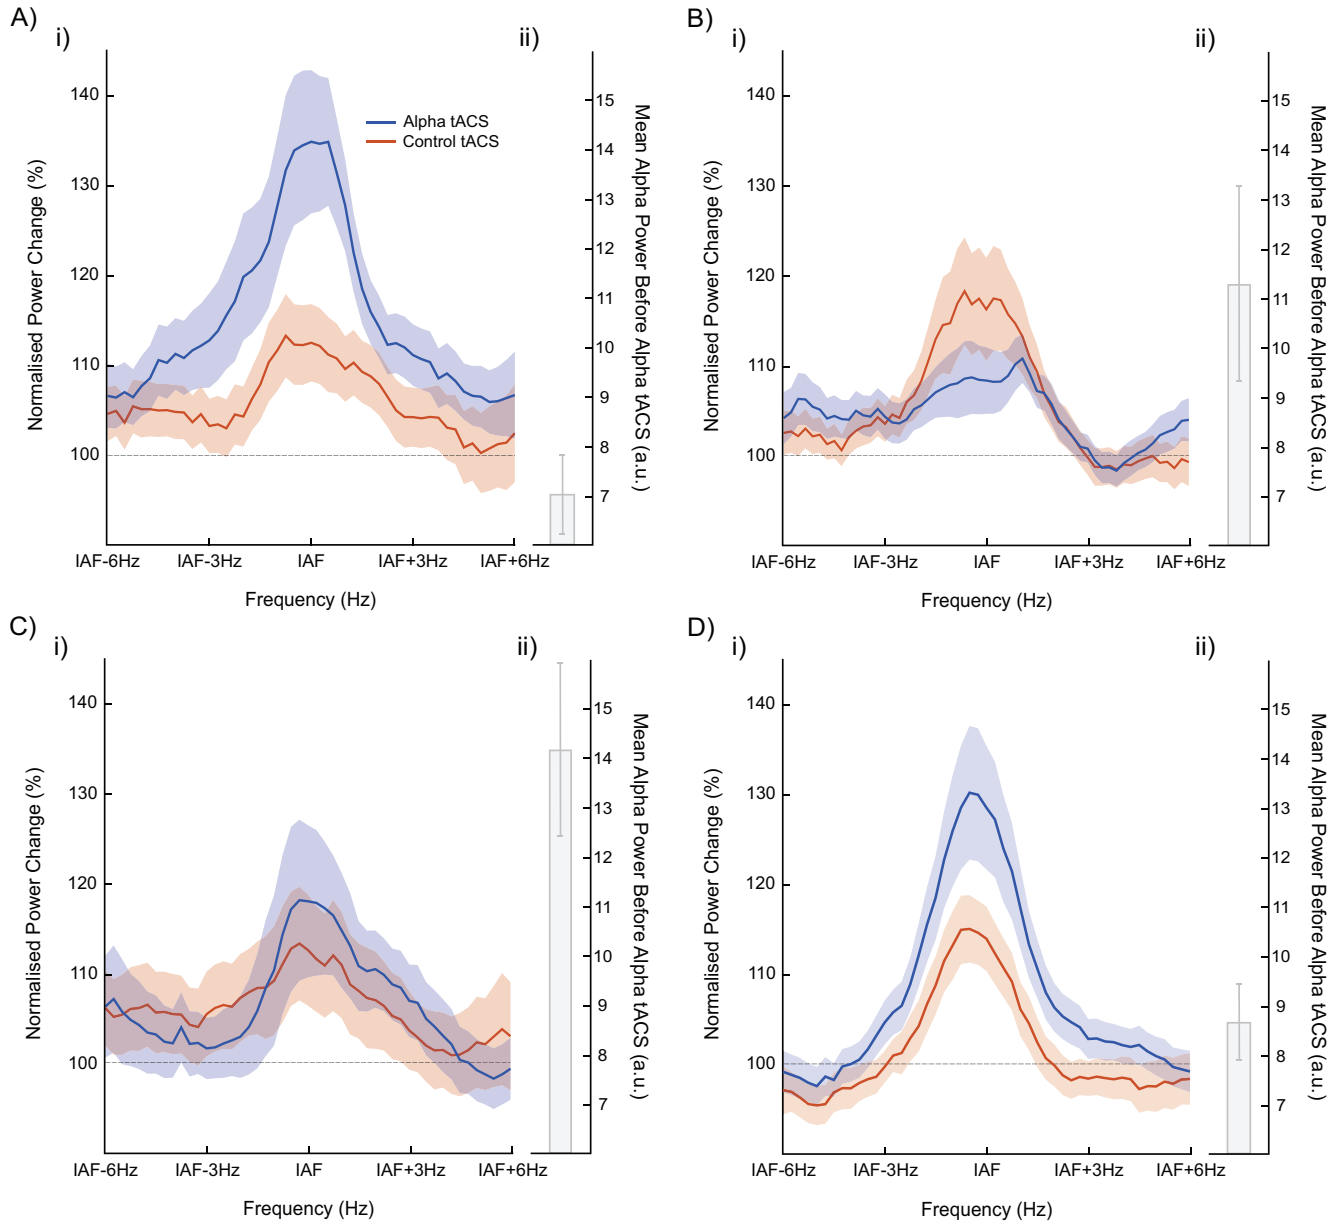 A)
i)
ii)
140
130
120
110
100
Normalised Power Change (%)
Alpha tACS
Control tACS
IAF-6Hz
IAF-3Hz
IAF
IAF+3Hz
IAF+6Hz
Frequency (Hz)
15
14
13
12
11
10
9
8
7
Mean Alpha Power Before Alpha tACS (a.u.)
B)
i)
ii)
140
130
120
110
100
Normalised Power Change (%)
IAF-6Hz
IAF-3Hz
IAF
IAF+3Hz
IAF+6Hz
Frequency (Hz)
15
14
13
12
11
10
9
8
7
Mean Alpha Power Before Alpha tACS (a.u.)
C)
i)
ii)
140
130
120
110
100
Normalised Power Change (%)
IAF-6Hz
IAF-3Hz
IAF
IAF+3Hz
IAF+6Hz
Frequency (Hz)
15
14
13
12
11
10
9
8
7
Mean Alpha Power Before Alpha tACS (a.u.)
D)
i)
ii)
140
130
120
110
100
Normalised Power Change (%)
IAF-6Hz
IAF-3Hz
IAF
IAF+3Hz
IAF+6Hz
Frequency (Hz)
15
14
13
12
11
10
9
8
7
Mean Alpha Power Before Alpha tACS (a.u.)